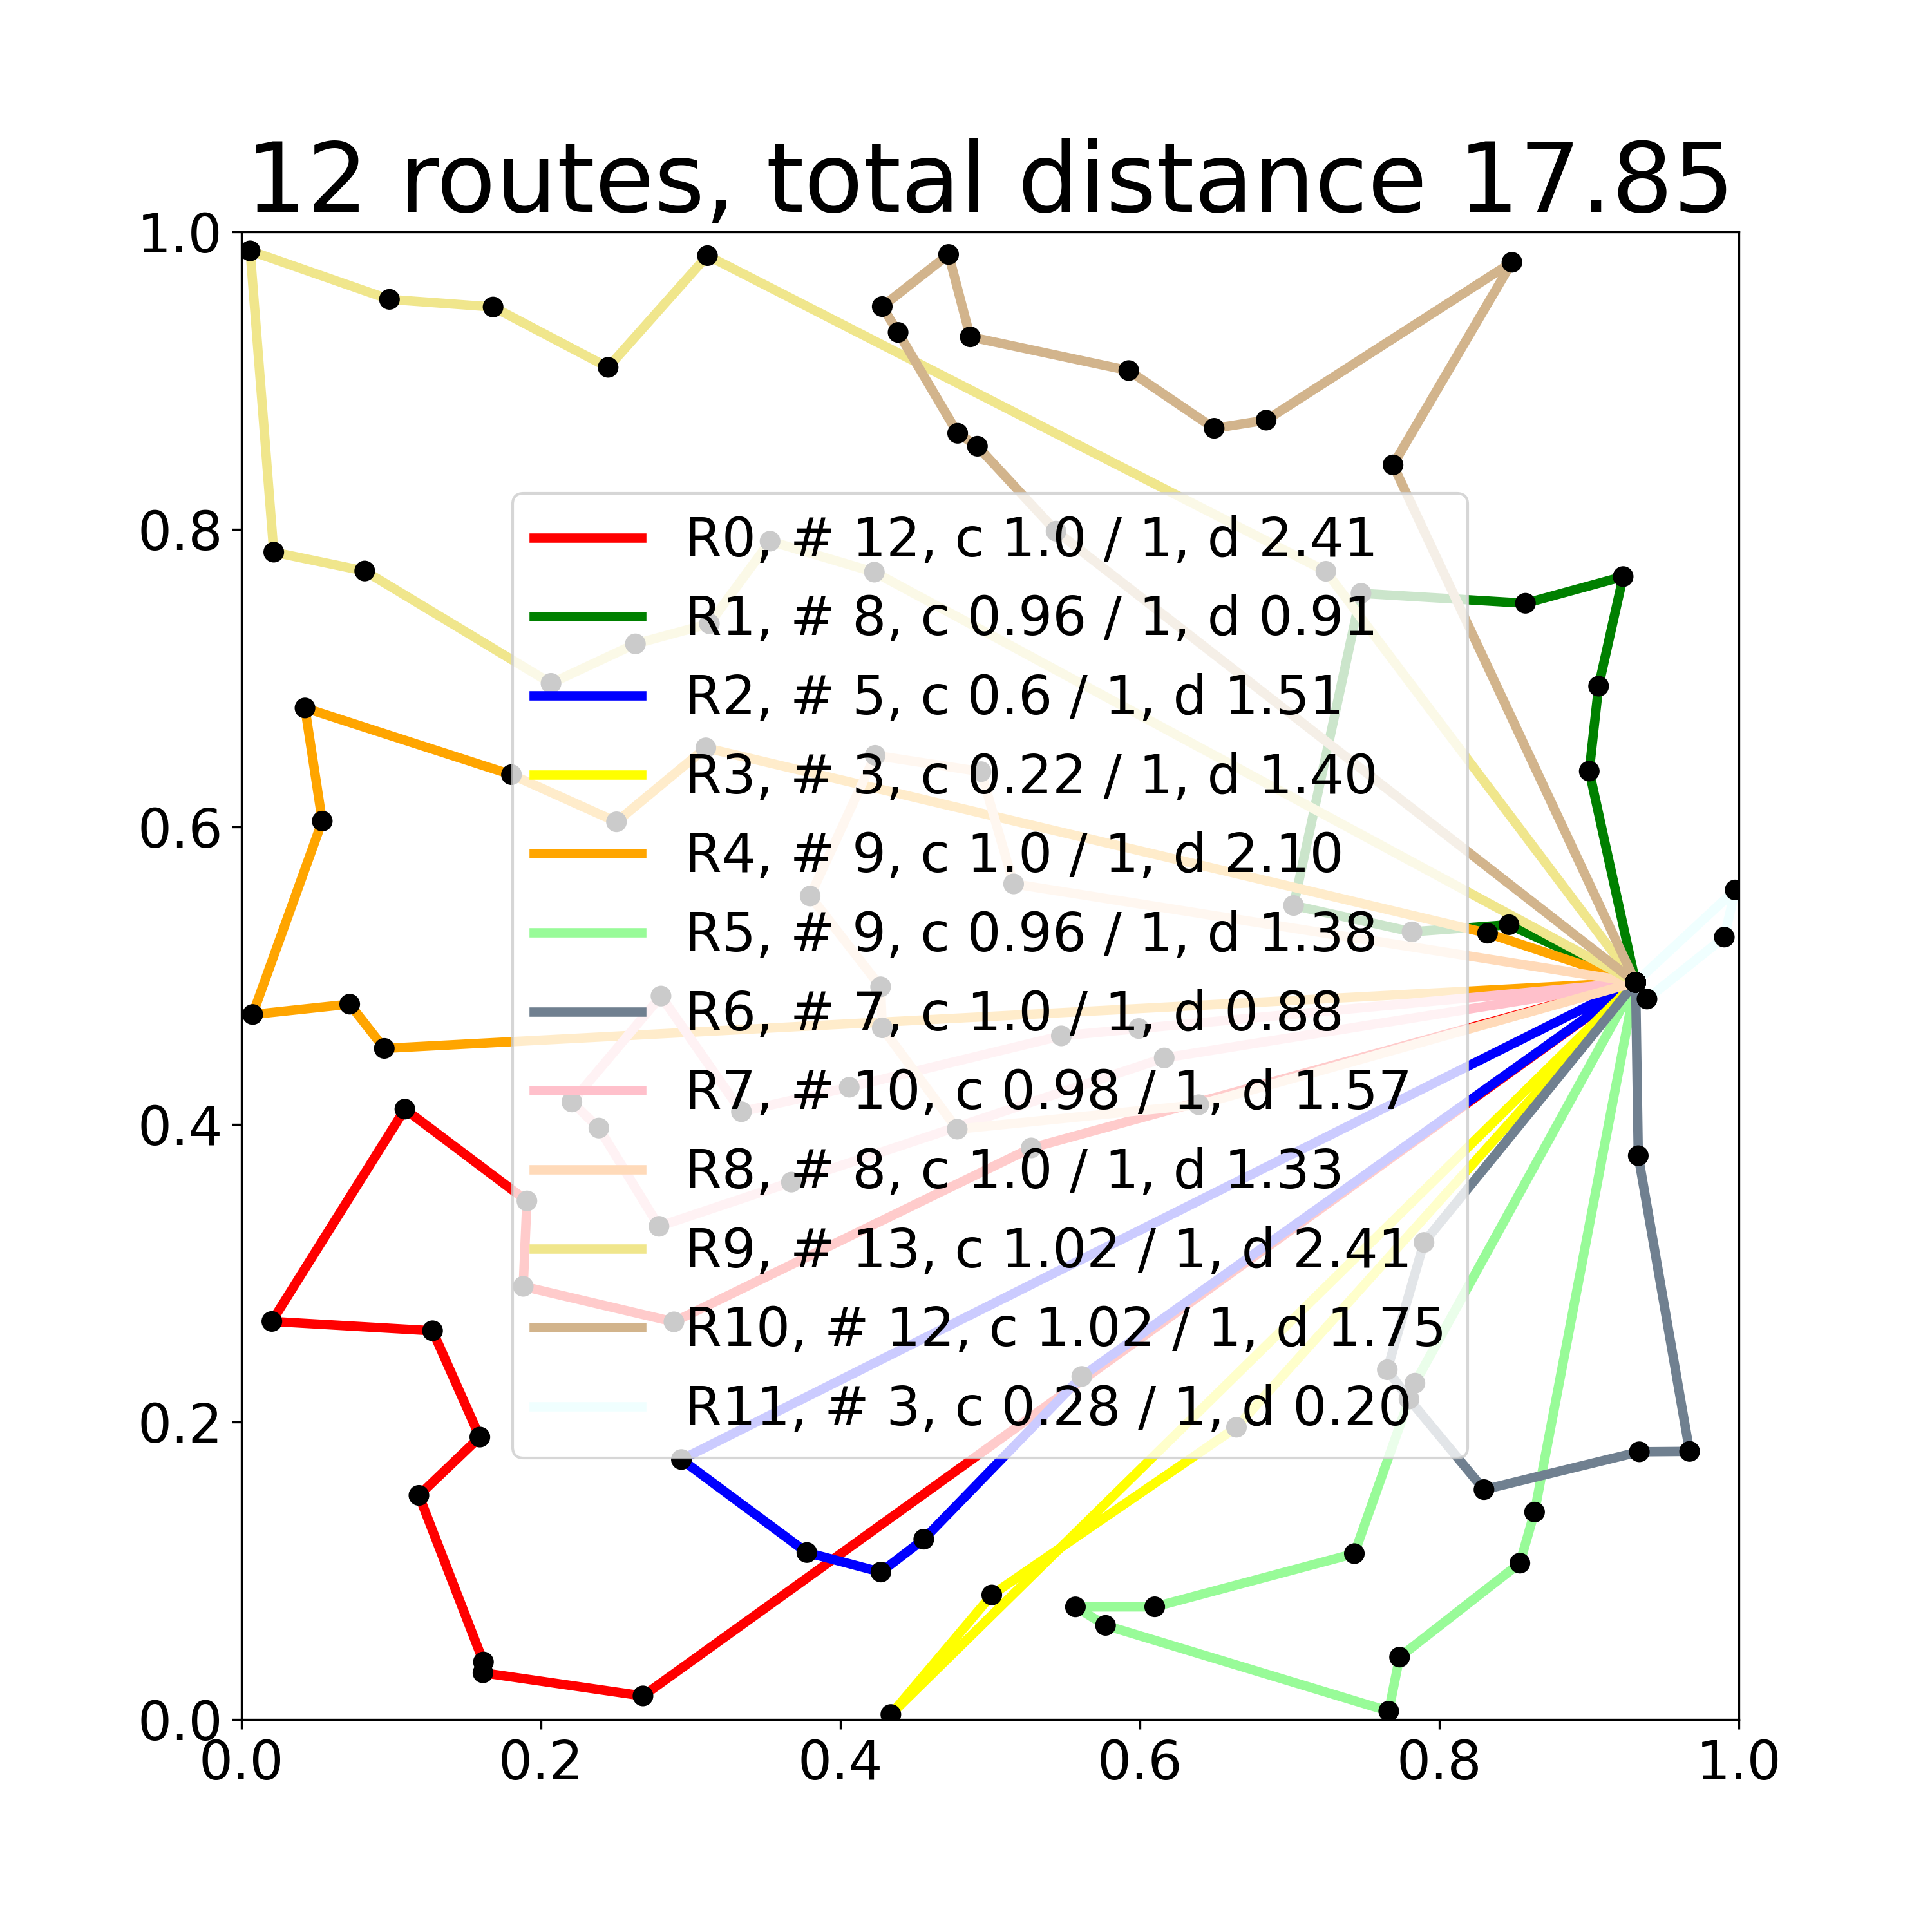 12 routes, total distance 17.85
1.0
0.8
0.6
0.4
0.2
0.0
R0, # 12, c 1.0 / 1, d 2.41
R1, # 8, c 0.96 / 1, d 0.91
R2, # 5, c 0.6 / 1, d 1.51
R3, # 3, c 0.22 / 1, d 1.40
R4, # 9, c 1.0 / 1, d 2.10
R5, # 9, c 0.96 / 1, d 1.38
R6, # 7, c 1.0 / 1, d 0.88
R7, # 10, c 0.98 / 1, d 1.57
R8, # 8, c 1.0 / 1, d 1.33
R9, # 13, c 1.02 / 1, d 2.41
R10, # 12, c 1.02 / 1, d 1.75
R11, # 3, c 0.28 / 1, d 0.20
0.0 0.2 0.4 0.6 0.8 1.0